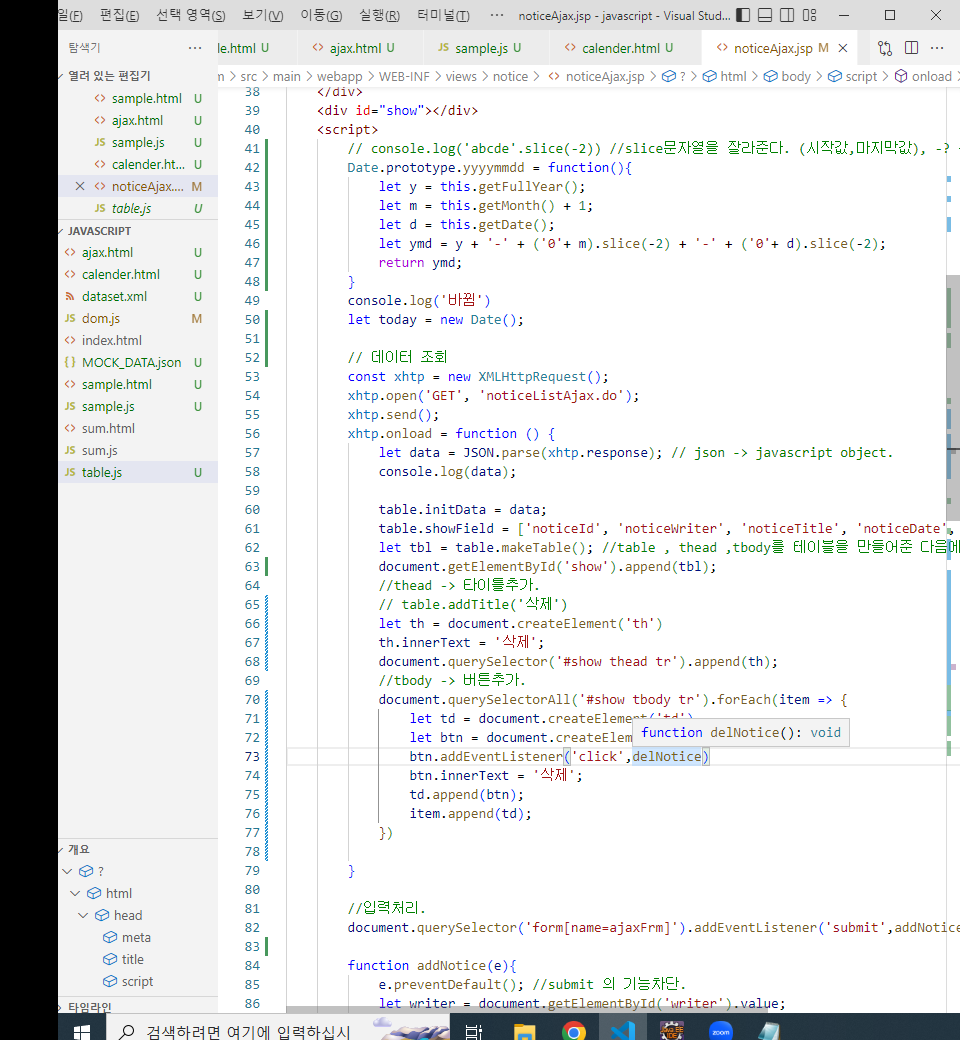 일(F) 편집(E) 선택 영역(S) 보기(V) 이동(G) 실행(R) 터미널(T) ··· noticeAjax.jsp - javascript - Visual Stud...
탐색기 ···
le.html U <> ajax.html U JS sample.js U <> calender.html U <> noticeAjax.jsp M ···
n > src > main > webapp > WEB-INF > views > notice > <> noticeAjax.jsp > ? > html > body > script > onload
열려 있는 편집기
<> sample.html U
<> ajax.html U
JS sample.js U
<> calender.ht... U
<> noticeAjax.... M
JS table.js U
JAVASCRIPT
<> ajax.html U
<> calender.html U
dataset.xml U
JS dom.js M
<> index.html
{} MOCK_DATA.json U
<> sample.html U
JS sample.js U
<> sum.html
JS sum.js
JS table.js U
개요
?
html
head
meta
title
script
타임라인
38 </div>
39 <div id="show"></div>
40 <script>
41 // console.log('abcde'.slice(-2)) //slice문자열을 잘라준다. (시작값,마지막값), -?
42 Date.prototype.yyyymmdd = function(){
43 let y = this.getFullYear();
44 let m = this.getMonth() + 1;
45 let d = this.getDate();
46 let ymd = y + '-' + ('0'+ m).slice(-2) + '-' + ('0'+ d).slice(-2);
47 return ymd;
48 }
49 console.log('바뀜')
50 let today = new Date();
51
52 // 데이터 조회
53 const xhtp = new XMLHttpRequest();
54 xhtp.open('GET', 'noticeListAjax.do');
55 xhtp.send();
56 xhtp.onload = function () {
57 let data = JSON.parse(xhtp.response); // json -> javascript object.
58 console.log(data);
59
60 table.initData = data;
61 table.showField = ['noticeId', 'noticeWriter', 'noticeTitle', 'noticeDate',
62 let tbl = table.makeTable(); //table , thead ,tbody를 테이블을 만들어준 다음에
63 document.getElementById('show').append(tbl);
64 //thead -> 타이틀추가.
65 // table.addTitle('삭제')
66 let th = document.createElement('th')
67 th.innerText = '삭제';
68 document.querySelector('#show thead tr').append(th);
69 //tbody -> 버튼추가.
70 document.querySelectorAll('#show tbody tr').forEach(item => {
71 let td = document.createElement('td')
72 let btn = document.createElem
function delNotice(): void
73 btn.addEventListener('click',delNotice)
74 btn.innerText = '삭제';
75 td.append(btn);
76 item.append(td);
77 })
78
79 }
80
81 //입력처리.
82 document.querySelector('form[name=ajaxFrm]').addEventListener('submit',addNotice
83
84 function addNotice(e){
85 e.preventDefault(); //submit 의 기능차단.
86 let writer = document.getElementById('writer').value;
검색하려면 여기에 입력하십시
zoom